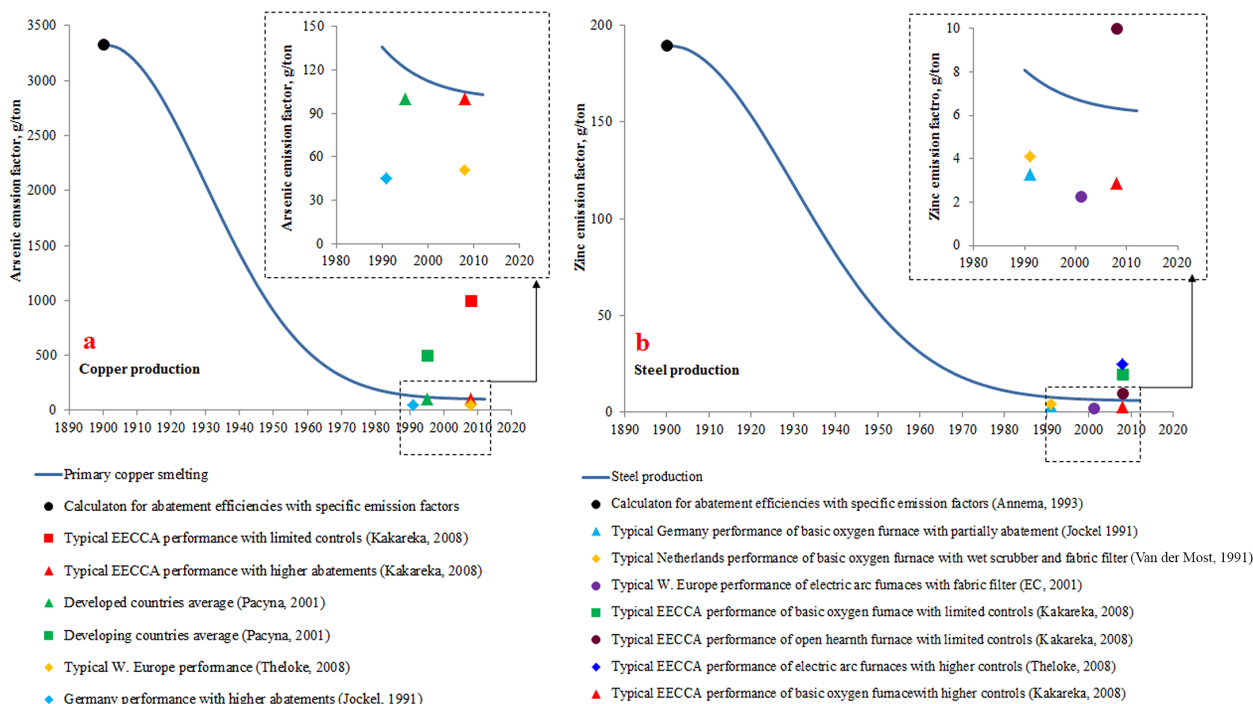 3500
3000
2500
2000
1500
1000
500
0
Arsenic emssion factor, g/ton
1890 1900 1910 1920 1930 1940 1950 1960 1970 1980 1990 2000 2010 2020
150
120
90
60
30
0
Arsenic emission factor, g/ton
1980 1990 2000 2010 2020
a
Copper production
Primary copper smelting
Calculaton for abatement efficiencies with specific emission factors
Typical EECCA performance with limited controls (Kakareka, 2008)
Typical EECCA performance with higher abatements (Kakareka, 2008)
Developed countries average (Pacyna, 2001)
Developing countries average (Pacyna, 2001)
Typical W. Europe performance (Theloke, 2008)
Germany performance with higher abatements (Jockel, 1991)
200
150
100
50
0
Zinc emission factor, g/ton
1890 1900 1910 1920 1930 1940 1950 1960 1970 1980 1990 2000 2010 2020
10
8
6
4
2
0
Zinc emission factro, g/ton
1980 1990 2000 2010 2020
b
Steel production
Steel production
Calculaton for abatement efficiencies with specific emission factors (Annema, 1993)
Typical Germany performance of basic oxygen furnace with partially abatement (Jockel 1991)
Typical Netherlands performance of basic oxygen furnace with wet scrubber and fabric filter (Van der Most, 1991)
Typical W. Europe performance of electric arc furnaces with fabric filter (EC, 2001)
Typical EECCA performance of basic oxygen fumace with limited controls (Kakareka, 2008)
Typical EECCA performance of open hearnth furnace with limited controls (Kakareka, 2008)
Typical EECCA performance of electric arc furnaces with higher controls (Theloke, 2008)
Typical EECCA performance of basic oxygen fumacewith higher controls (Kakareka, 2008)